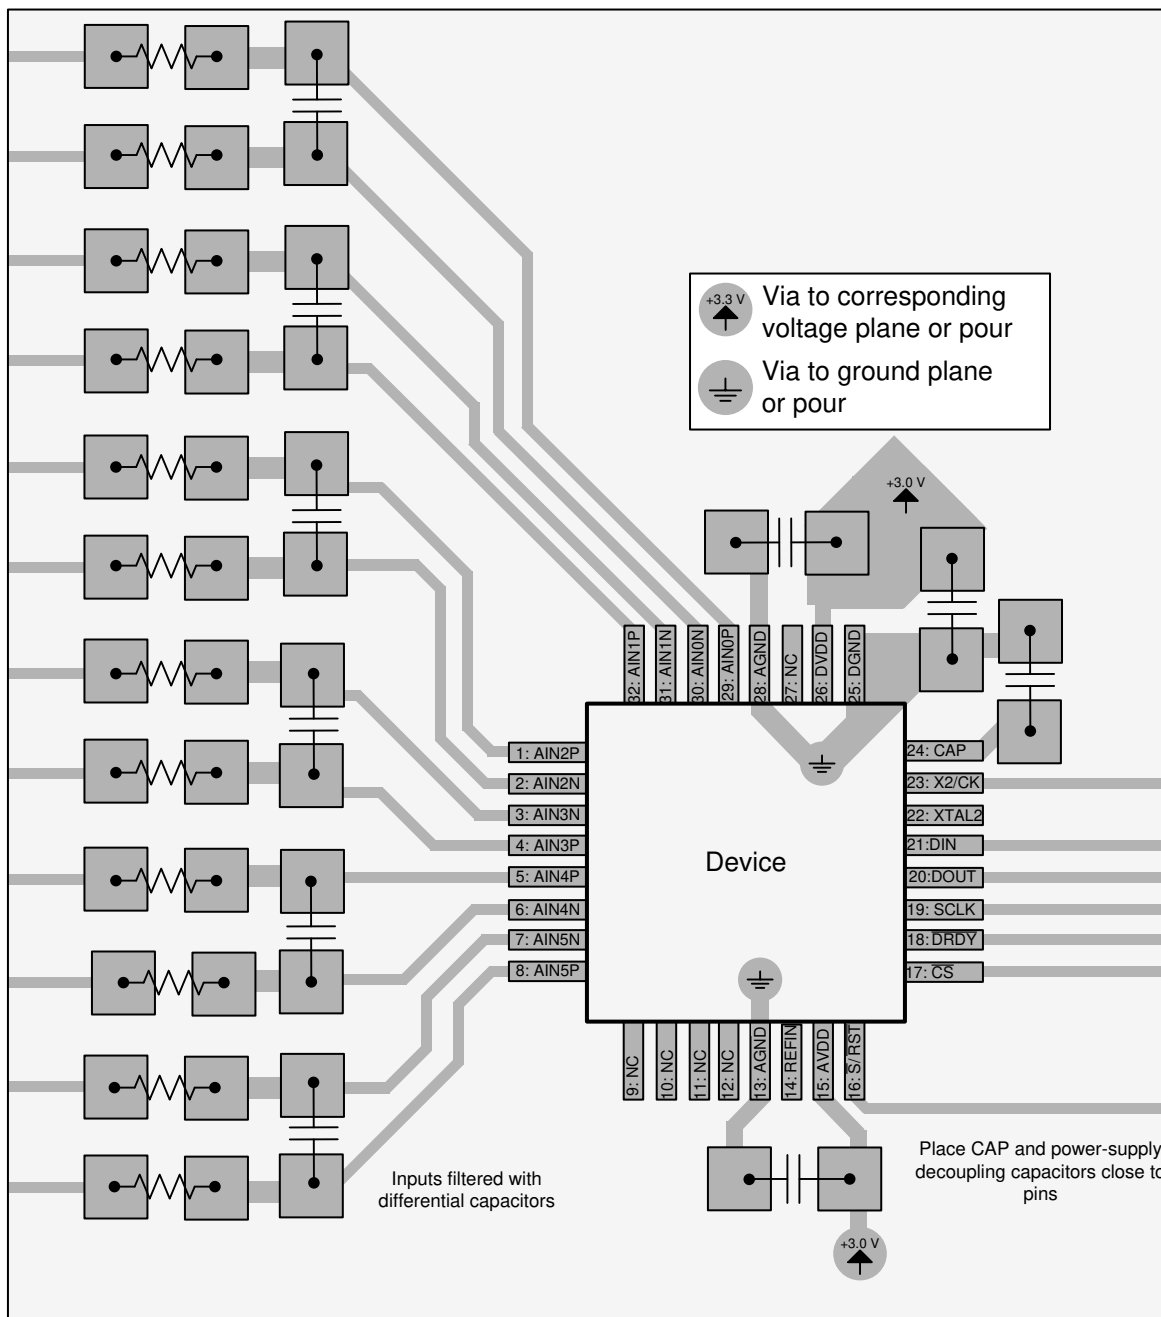 +3.3 V
Via to corresponding
voltage plane or pour
Via to ground plane
or pour
+3.0 V
32: AIN1P
31: AIN1N
30: AIN0N
29: AIN0P
28: AGND
27: NC
26: DVDD
25: DGND
1: AIN2P
2: AIN2N
3: AIN3N
4: AIN3P
5: AIN4P
6: AIN4N
7: AIN5N
8: AIN5P
Device
24: CAP
23: X2/CK
22: XTAL2
21:DIN
20:DOUT
19: SCLK
18: DRDY
17: CS
9: NC
10: NC
11: NC
12: NC
13: AGND
14: REFIN
15: AVDD
16: S/RST
Inputs filtered with
differential capacitors
Place CAP and power-supply
decoupling capacitors close to
pins
+3.0 V